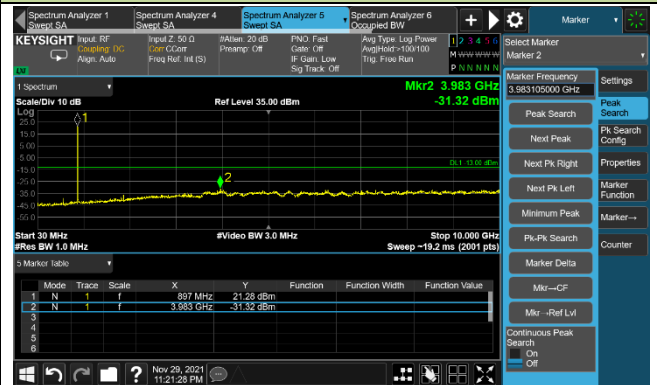 Spectrum Analyzer 1
Swept SA
Spectrum Analyzer 4
Swept SA
Spectrum Analyzer 5
Swept SA
Spectrum Analyzer 6
Occupied BW
+
Marker
KEYSIGHT
Input: RF
Coupling: DC
Align: Auto
Input Z: 50 Ω
Corr CCorr
Freq Ref: Int (S)
#Atten: 20 dB
Preamp: Off
PNO: Fast
Gate: Off
IF Gain: Low
Sig Track: Off
Avg Type: Log Power
Avg|Hold:>100/100
Trig: Free Run
1 2 3 4 5 6
M W W W W W
P N N N N N
LXI
Select Marker
Marker 2
1 Spectrum
Mkr2 3.983 GHz
Scale/Div 10 dB
Ref Level 35.00 dBm
-31.32 dBm
Log
25.0
15.0
5.00
-5.00
-15.0
-25.0
-35.0
-45.0
-55.0
1
2
DL1 -13.00 dBm
Start 30 MHz
#Video BW 3.0 MHz
Stop 10.000 GHz
#Res BW 1.0 MHz
Sweep ~19.2 ms (2001 pts)
5 Marker Table
Mode Trace Scale X Y Function Function Width Function Value
1 N 1 f 897 MHz 21.28 dBm
2 N 1 f 3.983 GHz -31.32 dBm
3
4
5
6
Marker Frequency
3.983105000 GHz
Peak Search
Next Peak
Next Pk Right
Next Pk Left
Minimum Peak
Pk-Pk Search
Marker Delta
Mkr→CF
Mkr→Ref Lvl
Continuous Peak
Search
On
Off
Settings
Peak
Search
Pk Search
Config
Properties
Marker
Function
Marker→
Counter
?
Nov 29, 2021
11:21:28 PM